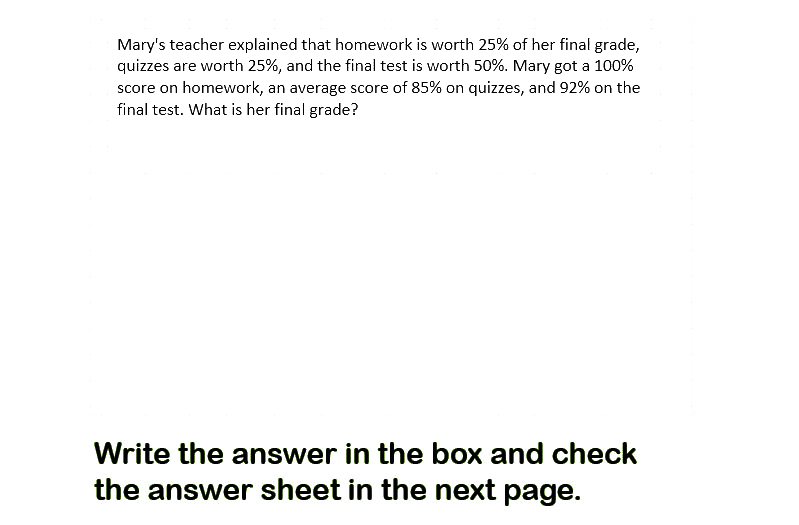 Mary's teacher explained that homework is worth 25% of her final grade,
quizzes are worth 25%, and the final test is worth 50%. Mary got a 100%
score on homework, an average score of 85% on quizzes, and 92% on the
final test. What is her final grade?
Write the answer in the box and check
the answer sheet in the next page.